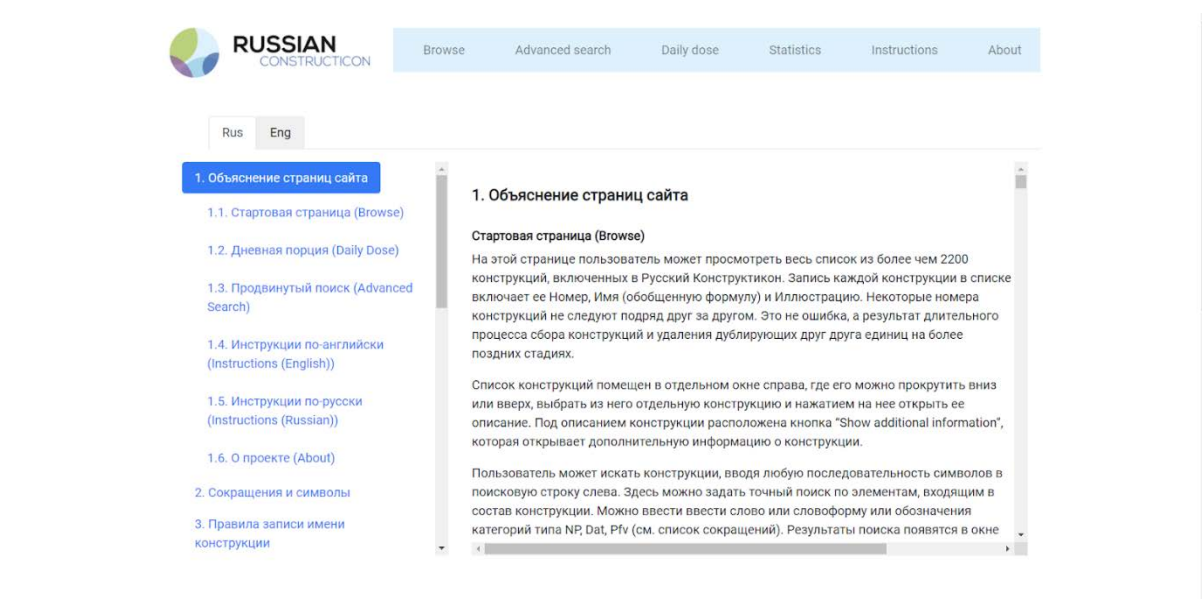 RUSSIAN
CONSTRUCTICON
Browse Advanced search Daily dose Statistics Instructions About
Rus Eng
1. Объяснение страниц сайта
1.1. Стартовая страница (Browse)
1.2. Дневная порция (Daily Dose)
1.3. Продвинутый поиск (Advanced
Search)
1.4. Инструкции по-английски
(Instructions (English))
1.5. Инструкции по-русски
(Instructions (Russian))
1.6. О проекте (About)
2. Сокращения и символы
3. Правила записи имени
конструкции
1. Объяснение страниц сайта
Стартовая страница (Browse)
На этой странице пользователь может просмотреть весь список из более чем 2200
конструкций, включенных в Русский Конструктикон. Запись каждой конструкции в списке
включает ее Номер, Имя (обобщенную формулу) и Иллюстрацию. Некоторые номера
конструкций не следуют подряд друг за другом. Это не ошибка, а результат длительного
процесса сбора конструкций и удаления дублирующих друг друга единиц на более
поздних стадиях.
Список конструкций помещен в отдельном окне справа, где его можно прокрутить вниз
или вверх, выбрать из него отдельную конструкцию и нажатием на нее открыть ее
описание. Под описанием конструкции расположена кнопка "Show additional information",
которая открывает дополнительную информацию о конструкции.
Пользователь может искать конструкции, вводя любую последовательность символов в
поисковую строку слева. Здесь можно задать точный поиск по элементам, входящим в
состав конструкции. Можно ввести ввести слово или словоформу или обозначения
категорий типа NP, Dat, Pfv (см. список сокращений). Результаты поиска появятся в окне